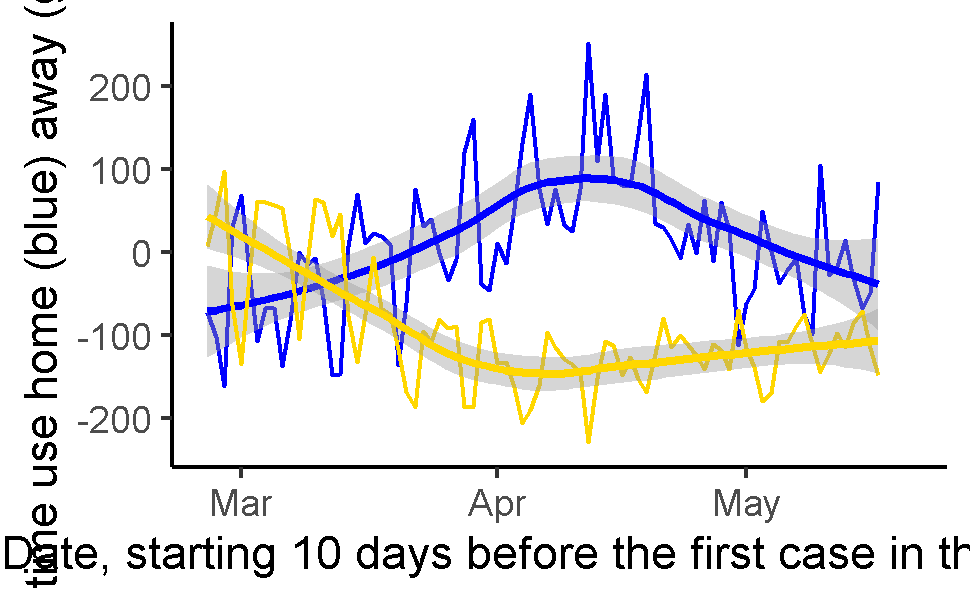 time use home (blue) away (
200
100
0
-100
-200
Mar
Apr
May
Date, starting 10 days before the first case in th